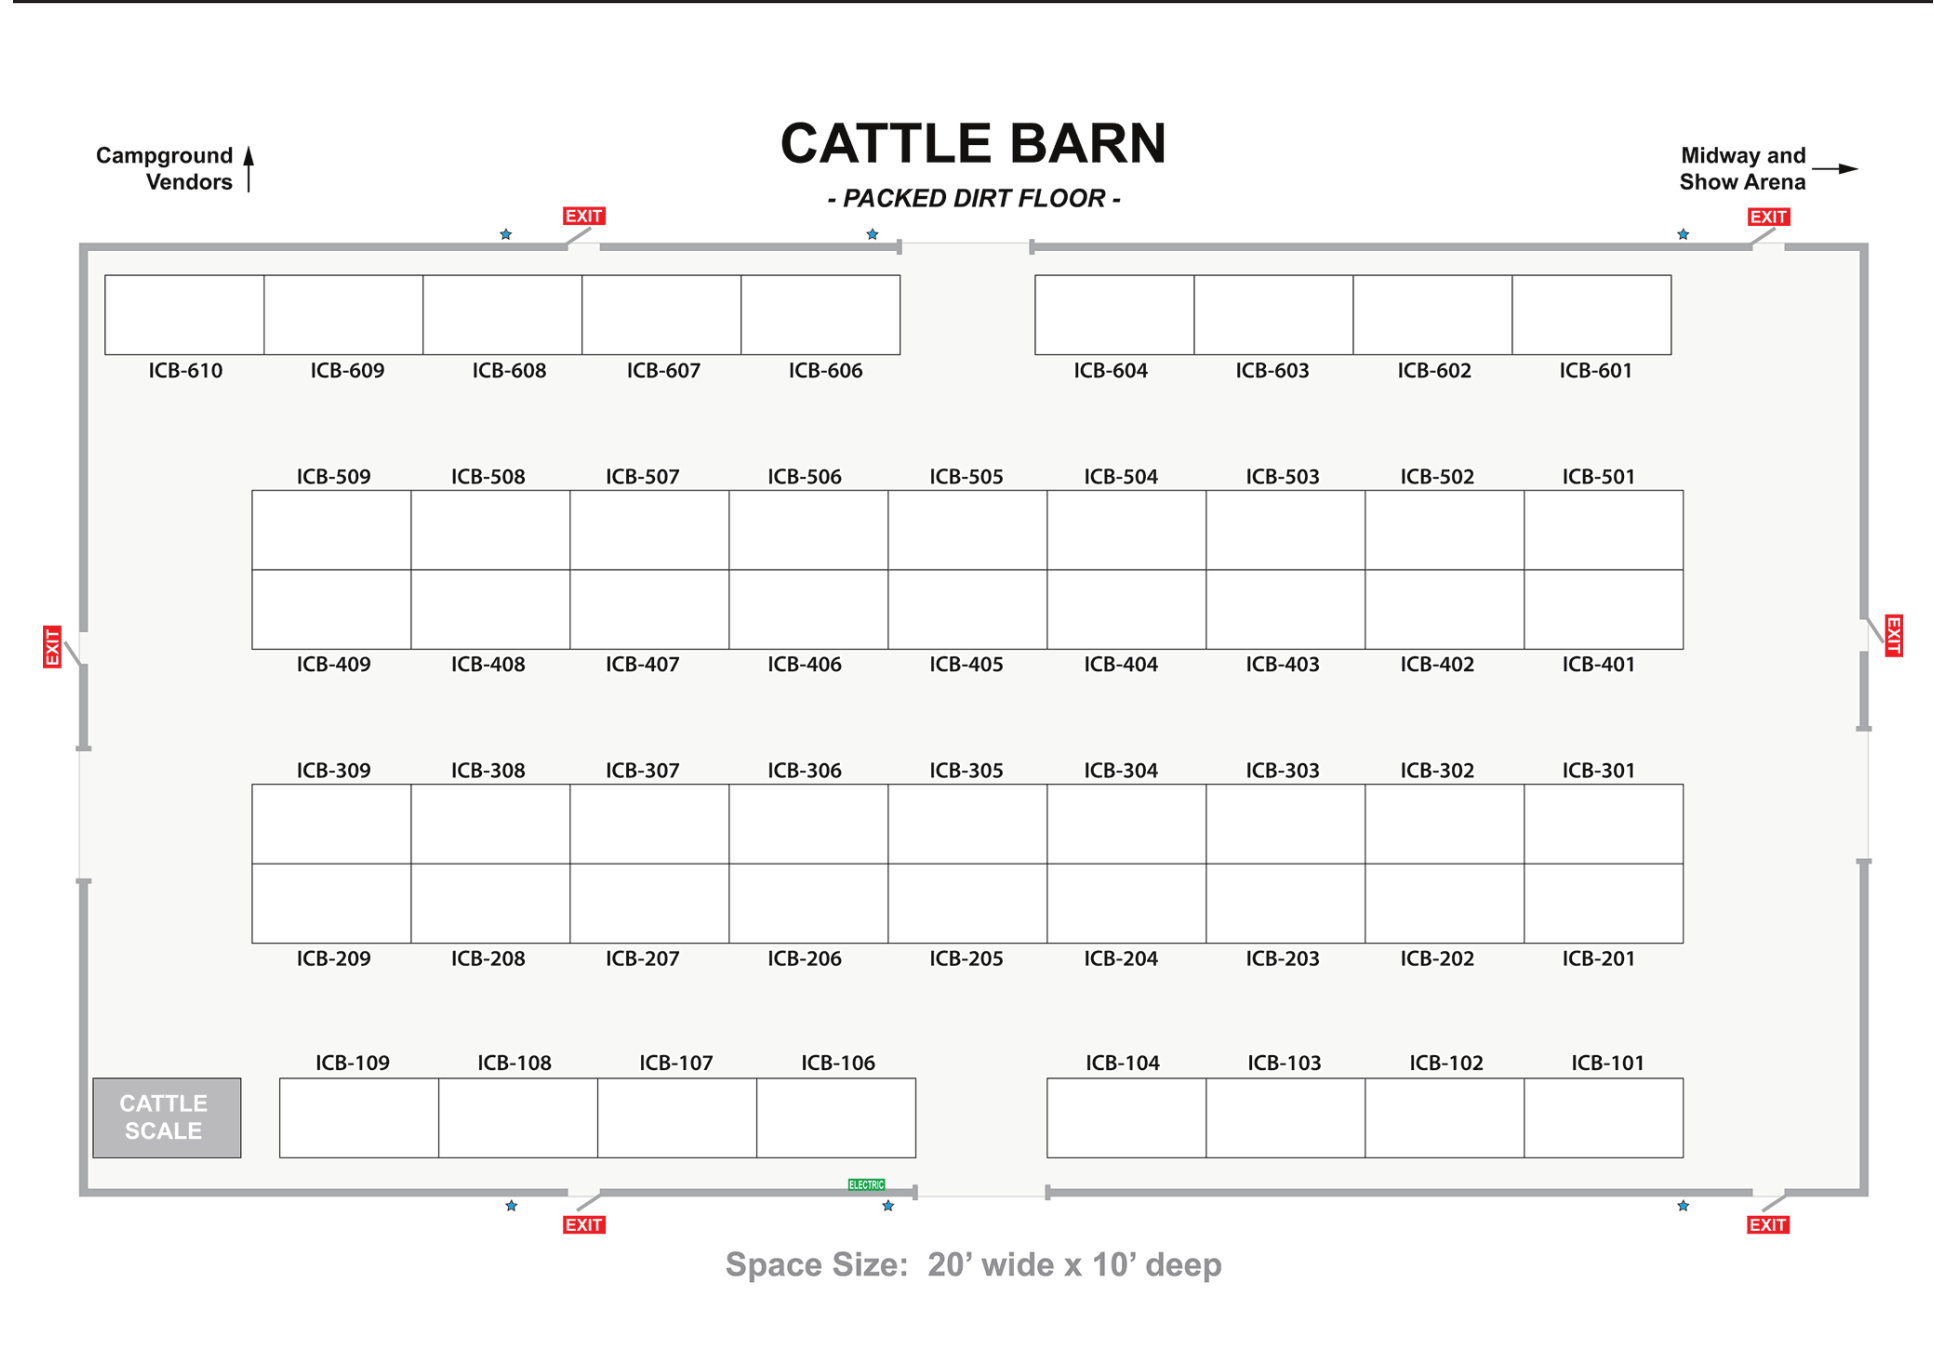 CATTLE BARN
- PACKED DIRT FLOOR -
Campground
Vendors
Midway and
Show Arena
EXIT
EXIT
ICB-610 ICB-609 ICB-608 ICB-607 ICB-606 ICB-604 ICB-603 ICB-602 ICB-601
ICB-509 ICB-508 ICB-507 ICB-506 ICB-505 ICB-504 ICB-503 ICB-502 ICB-501
EXIT
EXIT
ICB-409 ICB-408 ICB-407 ICB-406 ICB-405 ICB-404 ICB-403 ICB-402 ICB-401
ICB-309 ICB-308 ICB-307 ICB-306 ICB-305 ICB-304 ICB-303 ICB-302 ICB-301
ICB-209 ICB-208 ICB-207 ICB-206 ICB-205 ICB-204 ICB-203 ICB-202 ICB-201
ICB-109 ICB-108 ICB-107 ICB-106 ICB-104 ICB-103 ICB-102 ICB-101
CATTLE
SCALE
ELECTRIC
EXIT
EXIT
Space Size: 20’ wide x 10’ deep